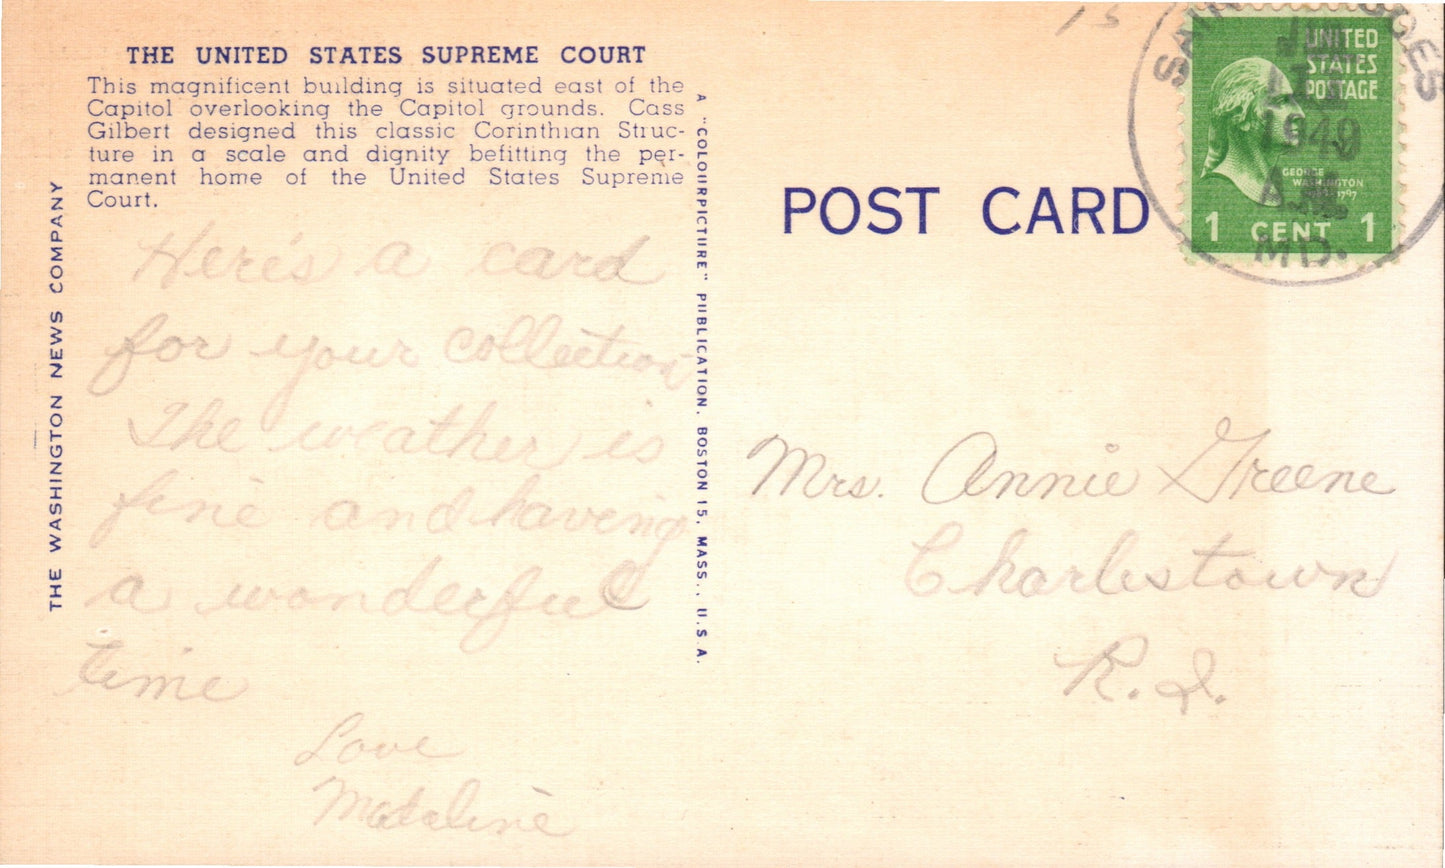 THE UNITED STATES SUPREME COURT
This magnificent building is situated east of the
Capitol overlooking the Capitol grounds. Cass
Gilbert designed this classic Corinthian Struc-
ture in a scale and dignity befitting the per-
manent home of the United States Supreme
Court.
THE WASHINGTON NEWS COMPANY
Here's a card
for your collection
The weather is
fine and having
a wonderful
time
Love
Madaline
A "COLOURPICTURE" PUBLICATION, BOSTON 15, MASS., U.S.A.
POST CARD
15
UNITED
STATES
POSTAGE
GEORGE
WASHINGTON
1 CENT 1
1949
A.M.
MD.
Mrs. Annie Greene
Charlestown
R.I.